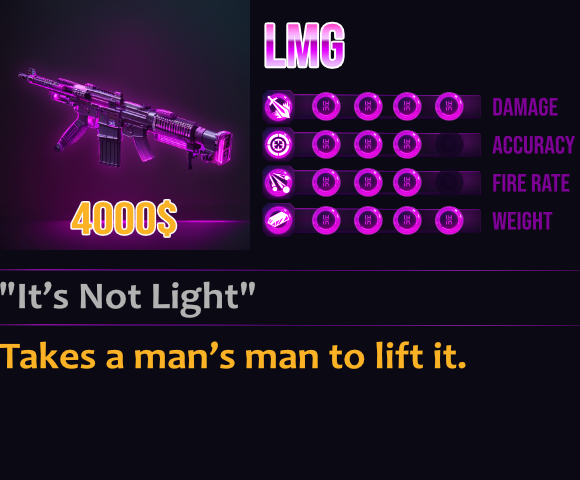 LMG
DAMAGE
ACCURACY
FIRE RATE
WEIGHT
4000$
"It’s Not Light"
Takes a man’s man to lift it.